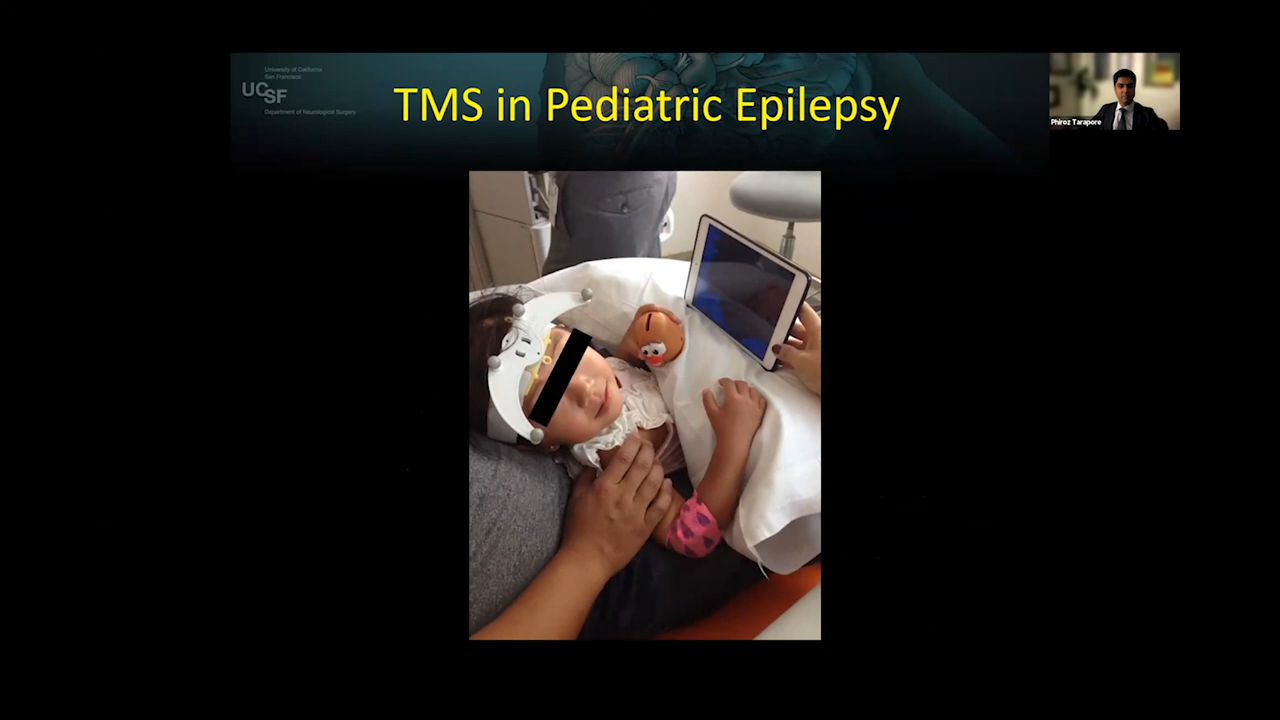 University of California
San Francisco
UCSF
Department of Neurological Surgery
TMS in Pediatric Epilepsy
Phiroz Tarapore